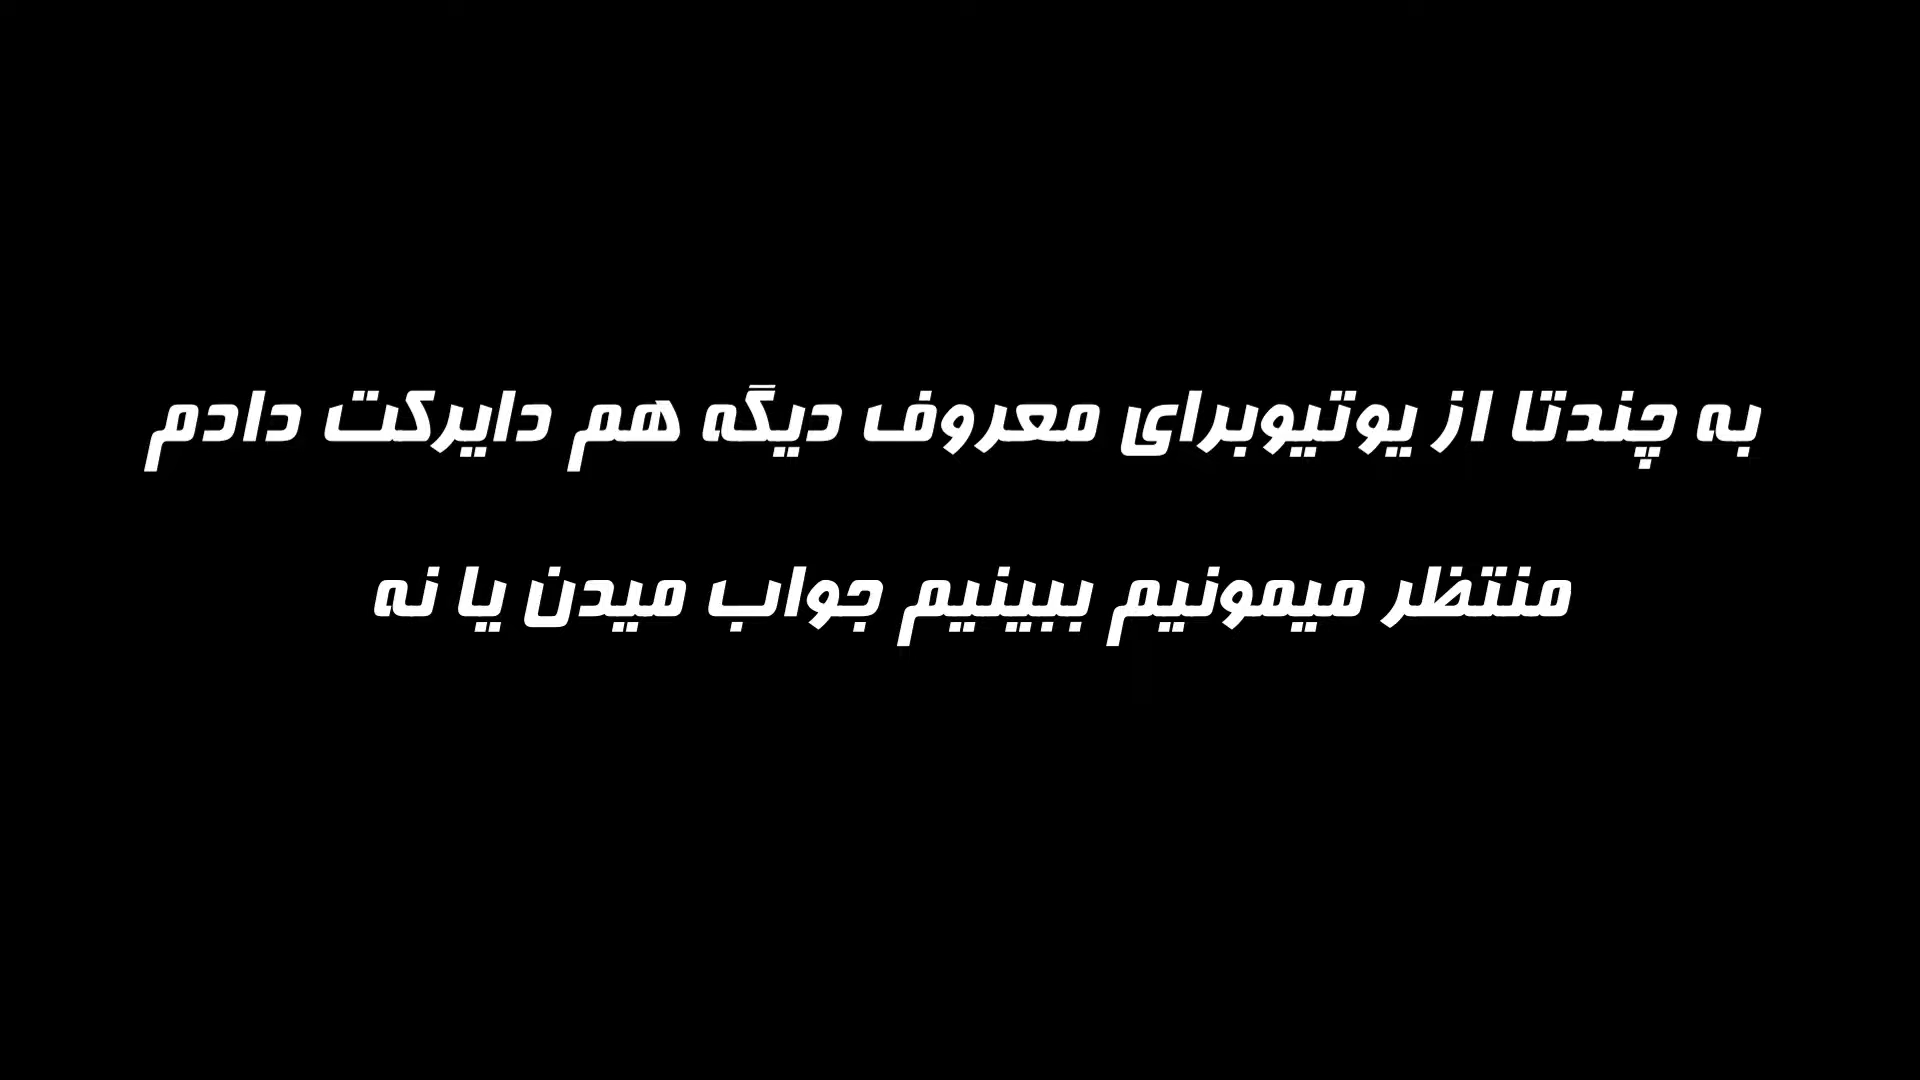 به چندتا از یوتیوبرای معروف دیگه هم دایرکت دادم
منتظر میمونیم ببینیم جواب میدن یا نه